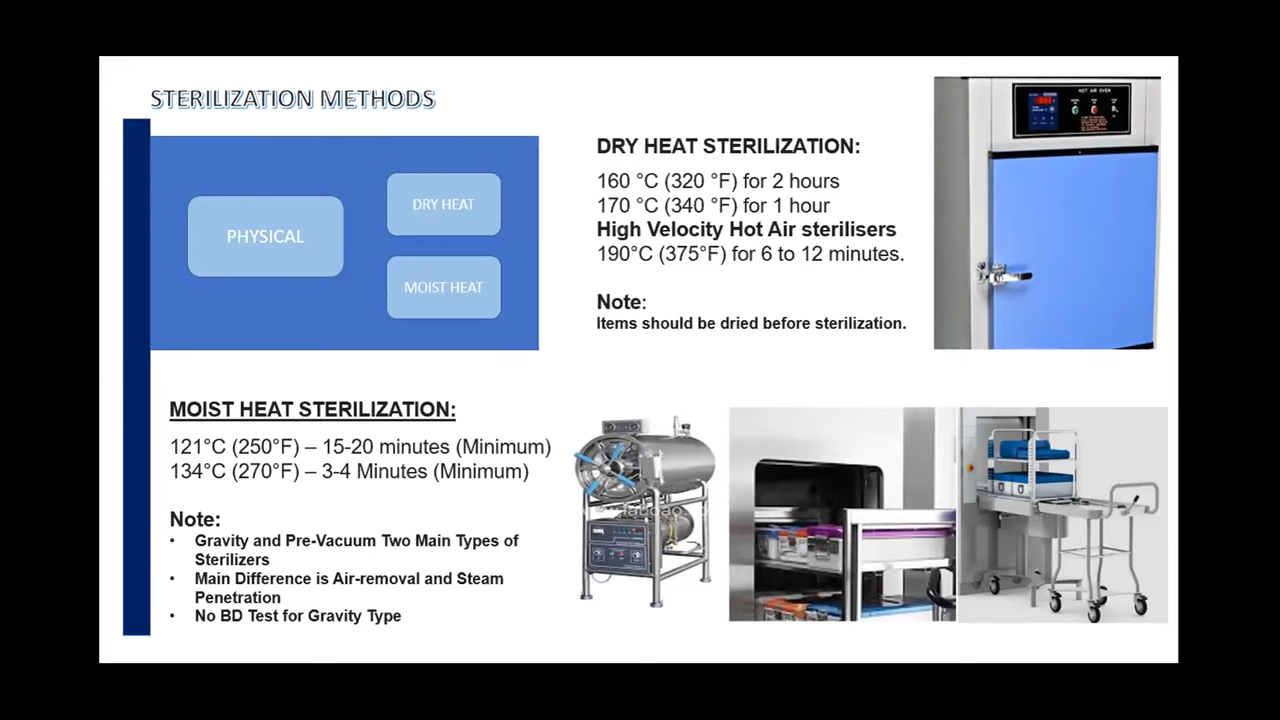 STERILIZATION METHODS
PHYSICAL
DRY HEAT
MOIST HEAT
DRY HEAT STERILIZATION:
160 °C (320 °F) for 2 hours
170 °C (340 °F) for 1 hour
High Velocity Hot Air sterilisers
190°C (375°F) for 6 to 12 minutes.
Note:
Items should be dried before sterilization.
HOT AIR OVEN
MOIST HEAT STERILIZATION:
121°C (250°F) – 15-20 minutes (Minimum)
134°C (270°F) – 3-4 Minutes (Minimum)
Note:
• Gravity and Pre-Vacuum Two Main Types of
Sterilizers
• Main Difference is Air-removal and Steam
Penetration
• No BD Test for Gravity Type